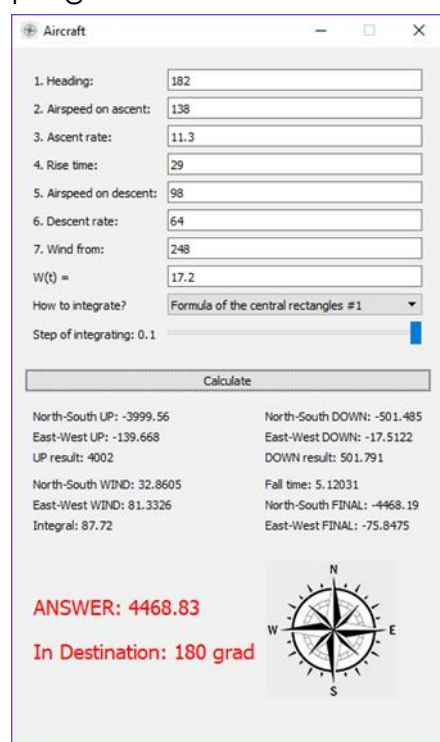 Aircraft
1. Heading: 182
2. Airspeed on ascent: 138
3. Ascent rate: 11.3
4. Rise time: 29
5. Airspeed on descent: 98
6. Descent rate: 64
7. Wind from: 248
W(t) = 17.2
How to integrate? Formula of the central rectangles #1
Step of integrating: 0.1
Calculate
North-South UP: -3999.56 North-South DOWN: -501.485
East-West UP: -139.668 East-West DOWN: -17.5122
UP result: 4002 DOWN result: 501.791
North-South WIND: 32.8605 Fall time: 5.12031
East-West WIND: 81.3326 North-South FINAL: -4468.19
Integral: 87.72 East-West FINAL: -75.8475
N
ANSWER: 4468.83
W E
In Destination: 180 grad
S